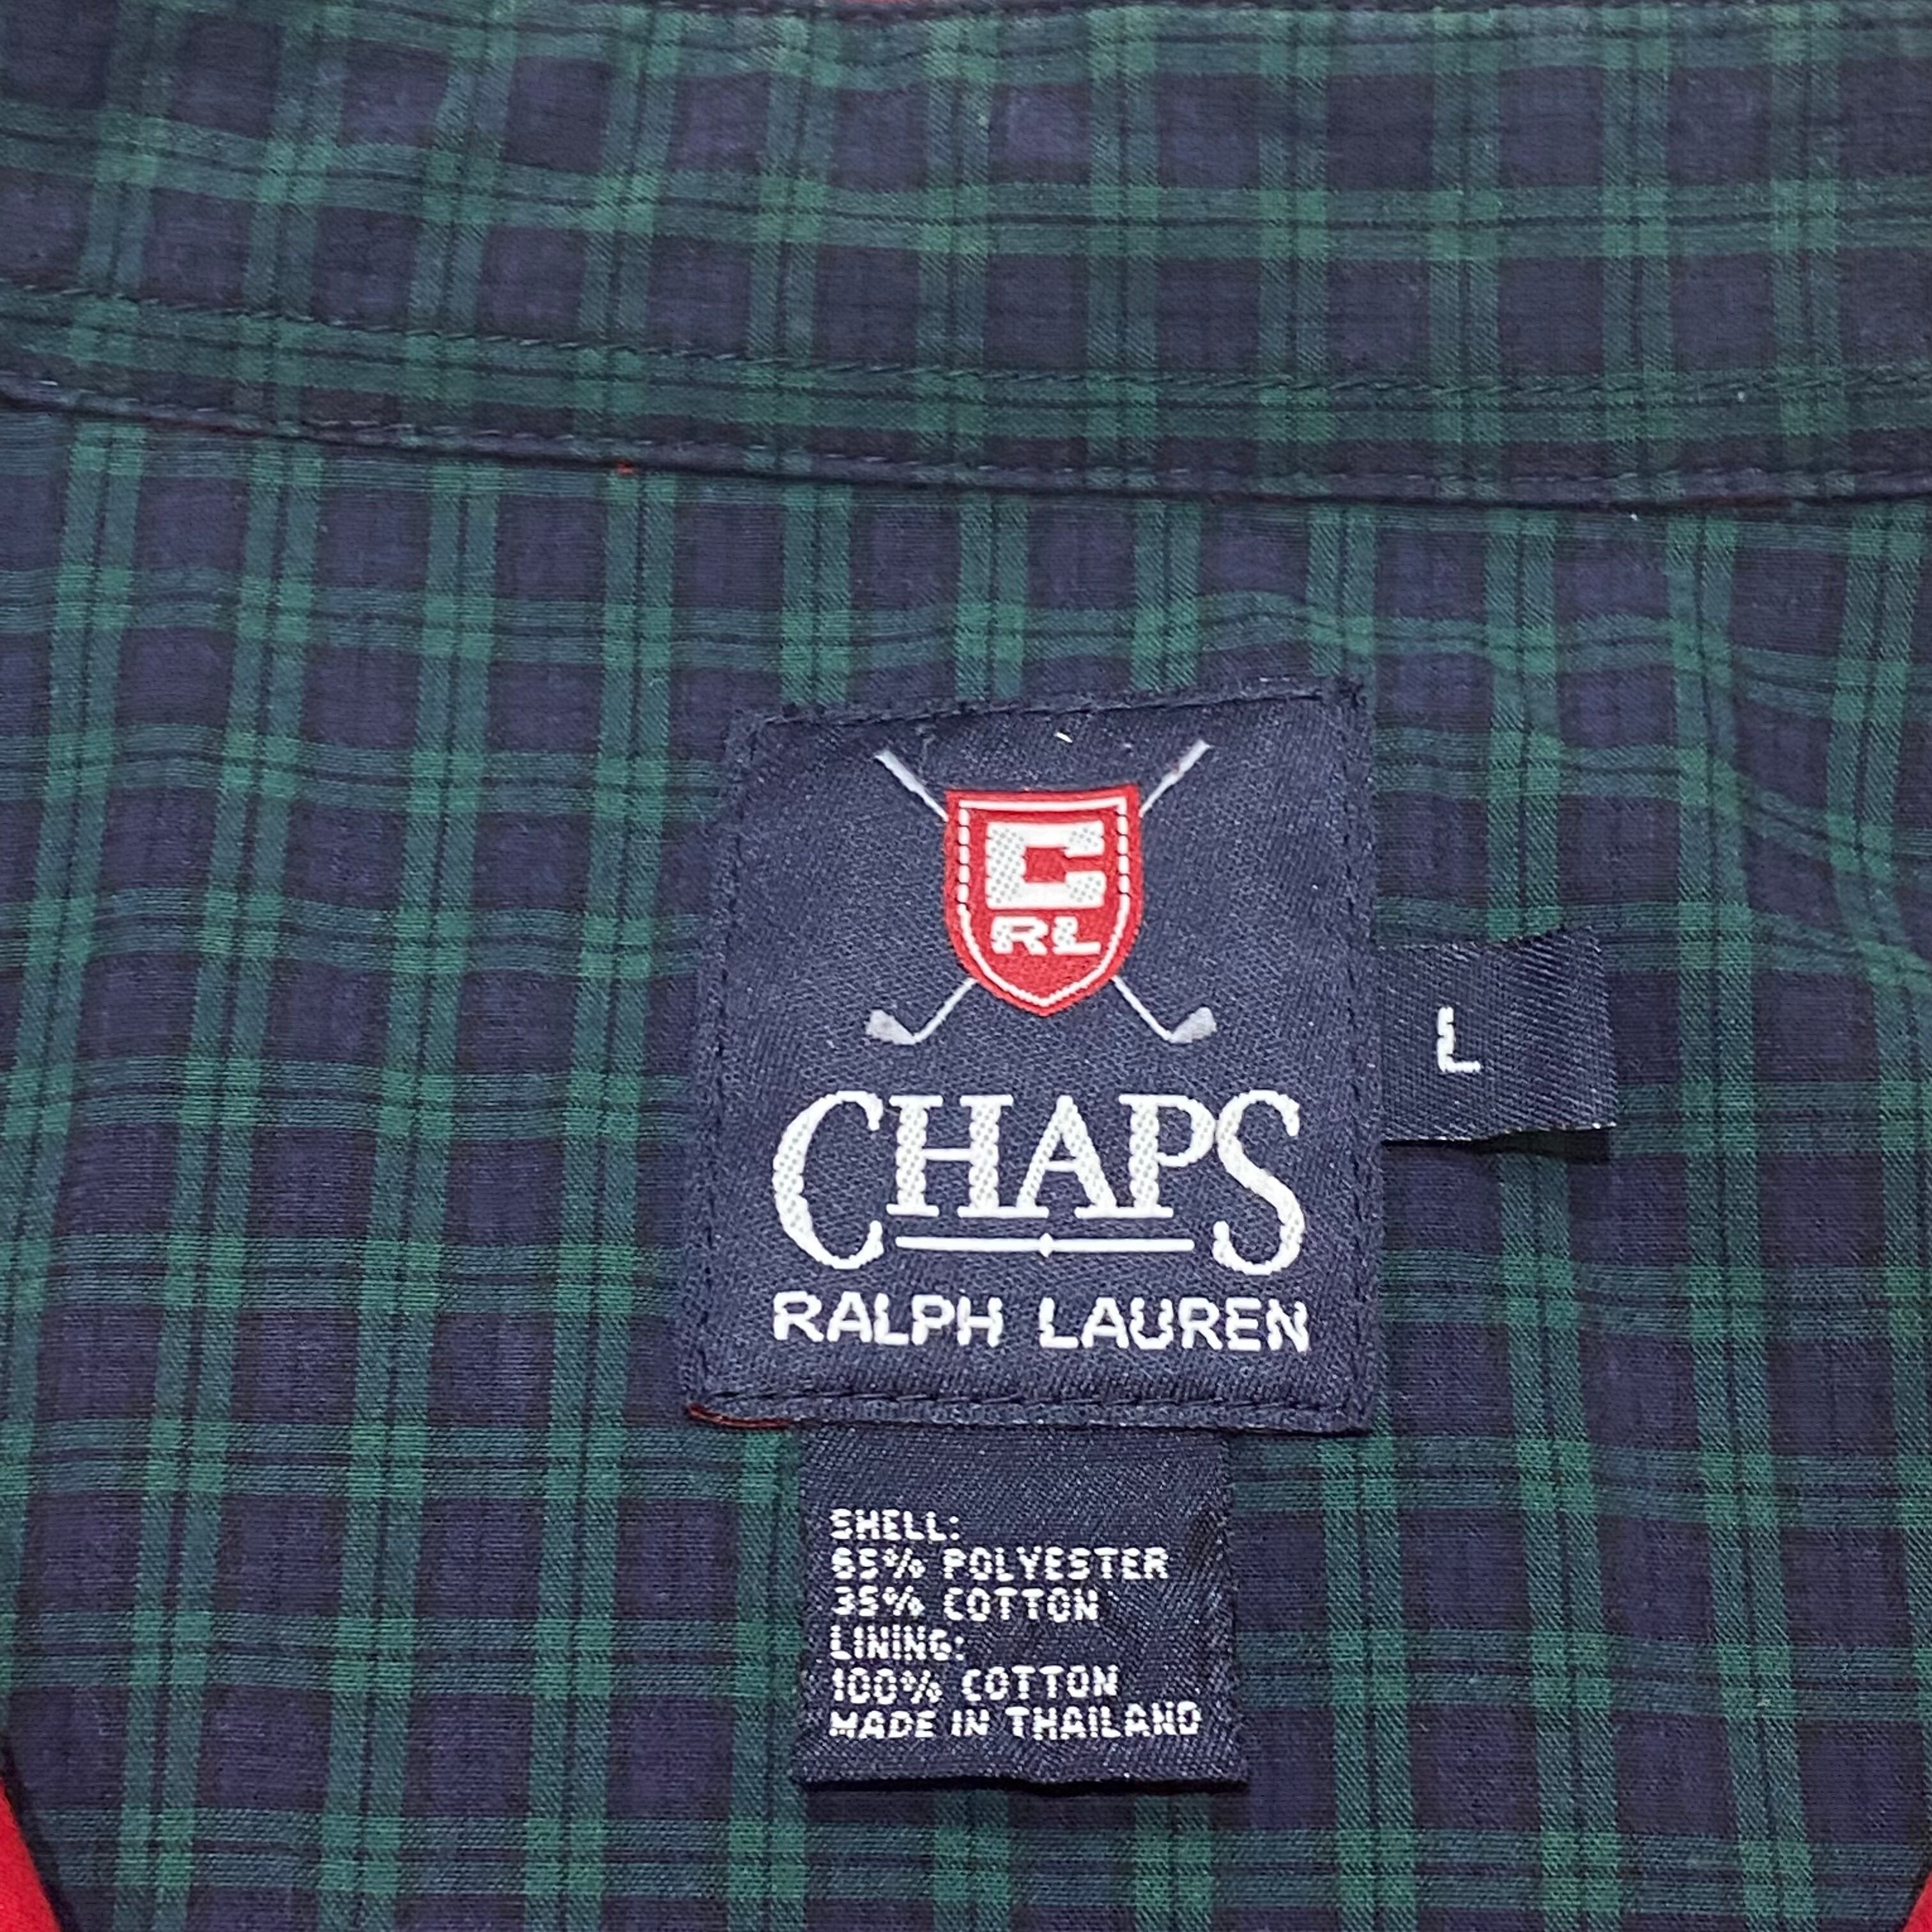 C
RL
CHAPS
RALPH LAUREN
L
SHELL:
65% POLYESTER
35% COTTON
LINING:
100% COTTON
MADE IN THAILAND